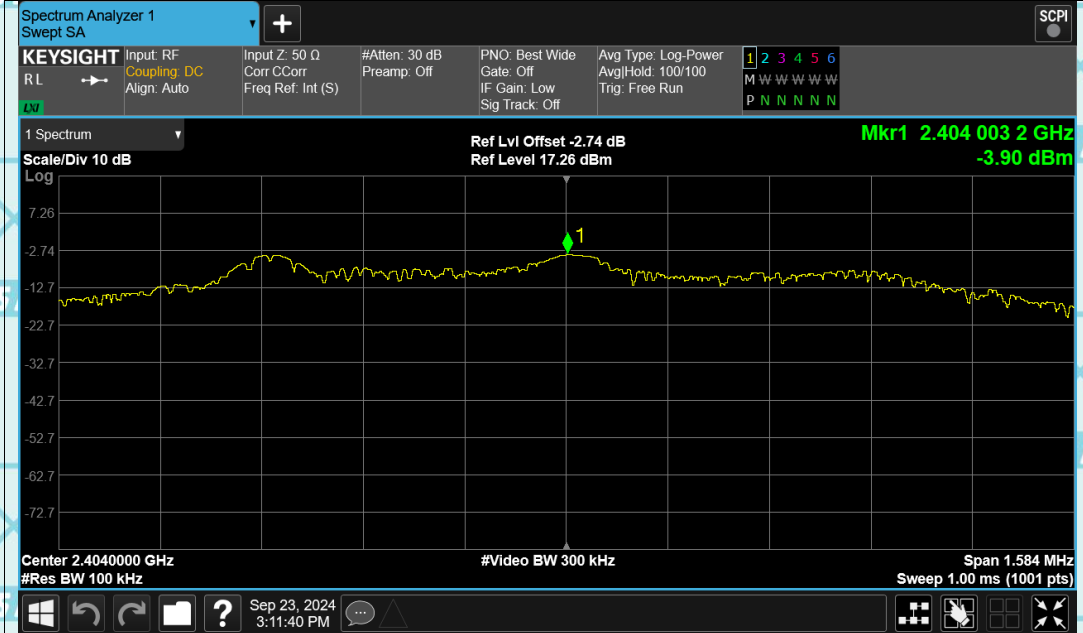 Spectrum Analyzer 1
Swept SA
+
SCPI
KEYSIGHT
R L
LXI
Input: RF
Coupling: DC
Align: Auto
Input Z: 50 Ω
Corr CCorr
Freq Ref: Int (S)
#Atten: 30 dB
Preamp: Off
PNO: Best Wide
Gate: Off
IF Gain: Low
Sig Track: Off
Avg Type: Log-Power
Avg|Hold: 100/100
Trig: Free Run
1 2 3 4 5 6
M W W W W W
P N N N N N
1 Spectrum
Scale/Div 10 dB
Log
Ref Lvl Offset -2.74 dB
Ref Level 17.26 dBm
Mkr1 2.404 003 2 GHz
-3.90 dBm
1
7.26
-2.74
-12.7
-22.7
-32.7
-42.7
-52.7
-62.7
-72.7
Center 2.4040000 GHz
#Res BW 100 kHz
#Video BW 300 kHz
Span 1.584 MHz
Sweep 1.00 ms (1001 pts)
?
Sep 23, 2024
3:11:40 PM